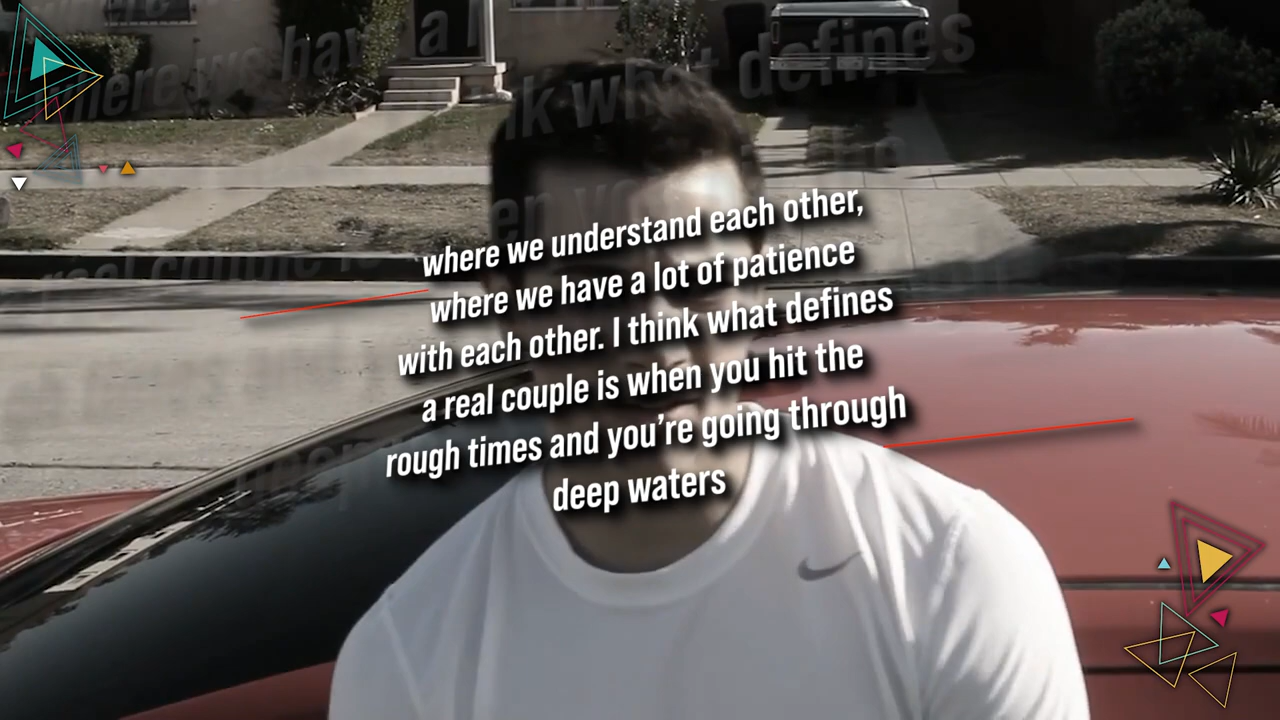 where we understand each other,
where we have a lot of patience
with each other. I think what defines
a real couple is when you hit the
rough times and you're going through
deep waters